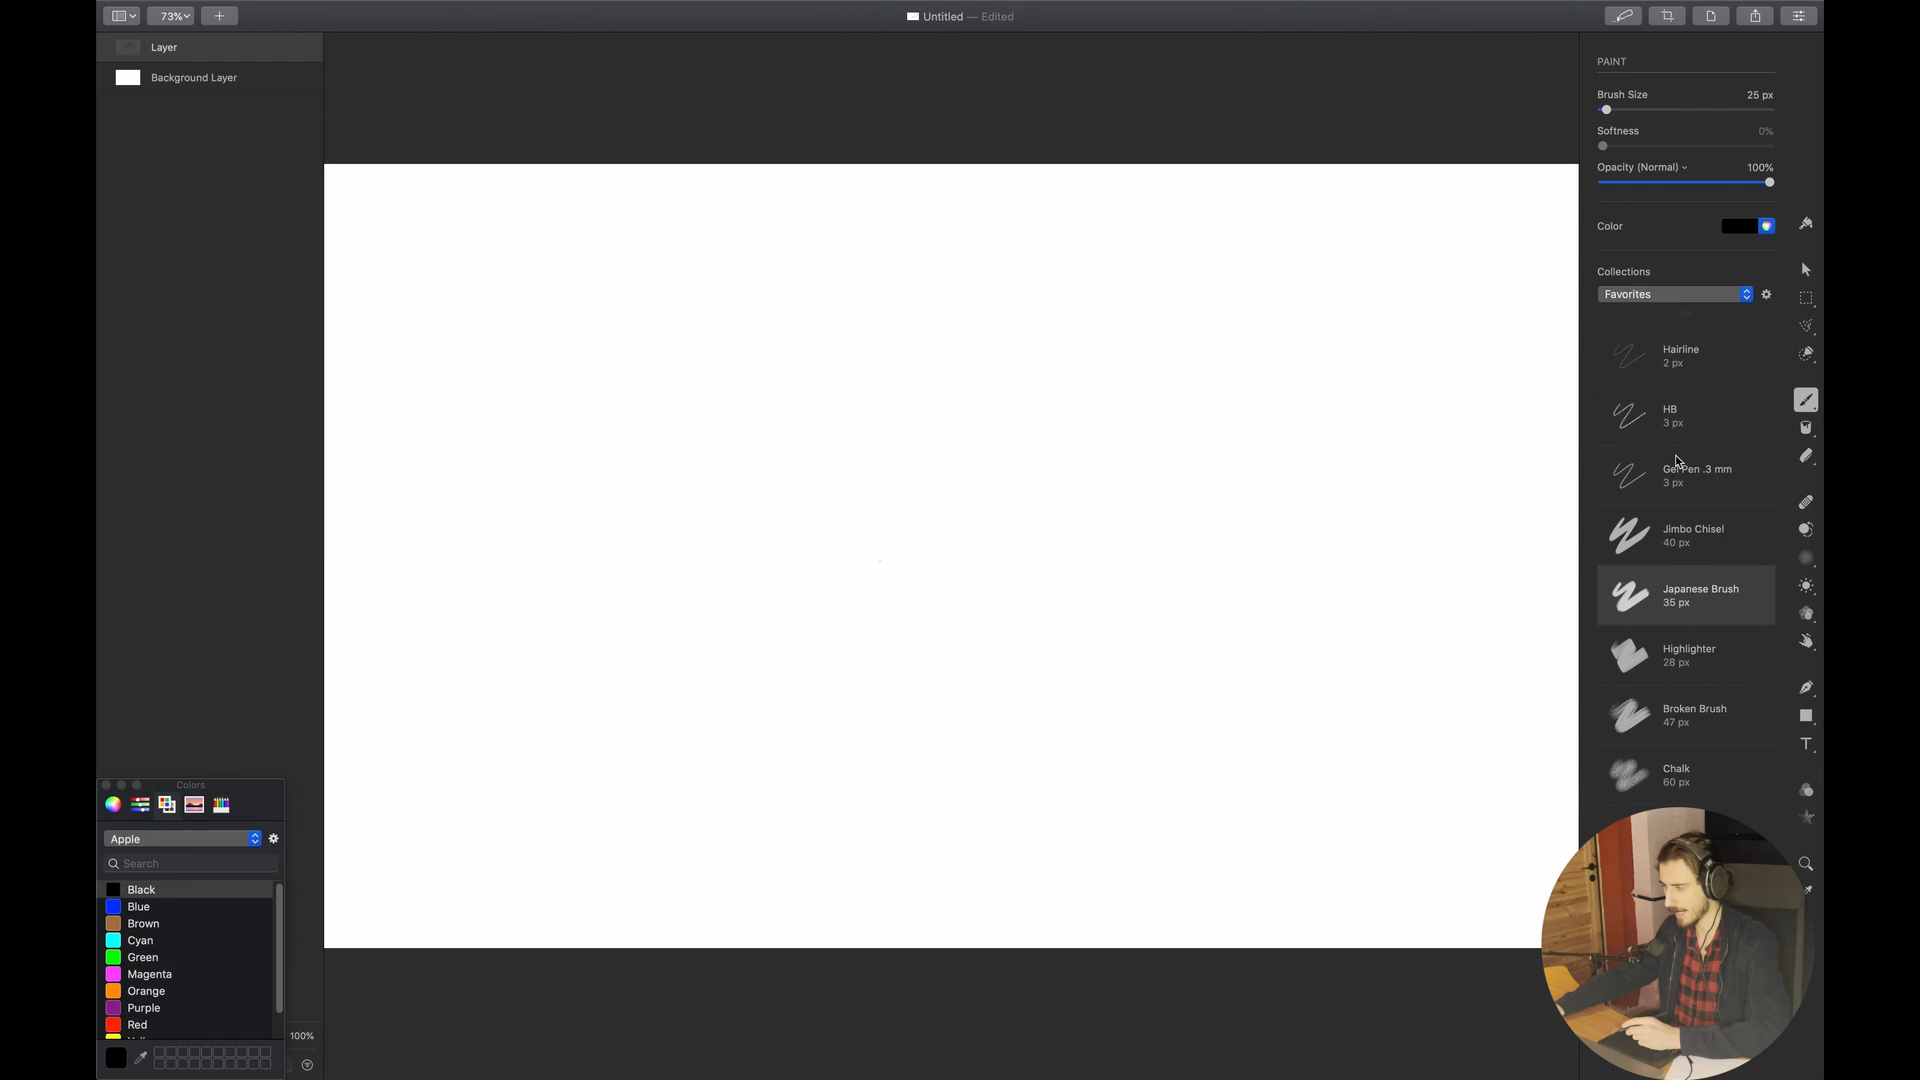 73%
Untitled — Edited
Layer
Background Layer
PAINT
Brush Size 25 px
Softness 0%
Opacity (Normal) 100%
Color
Collections
Favorites
Hairline
2 px
HB
3 px
Gel Pen .3 mm
3 px
Jimbo Chisel
40 px
Japanese Brush
35 px
Highlighter
28 px
Broken Brush
47 px
Chalk
60 px
Colors
Apple
Search
Black
Blue
Brown
Cyan
Green
Magenta
Orange
Purple
Red
100%